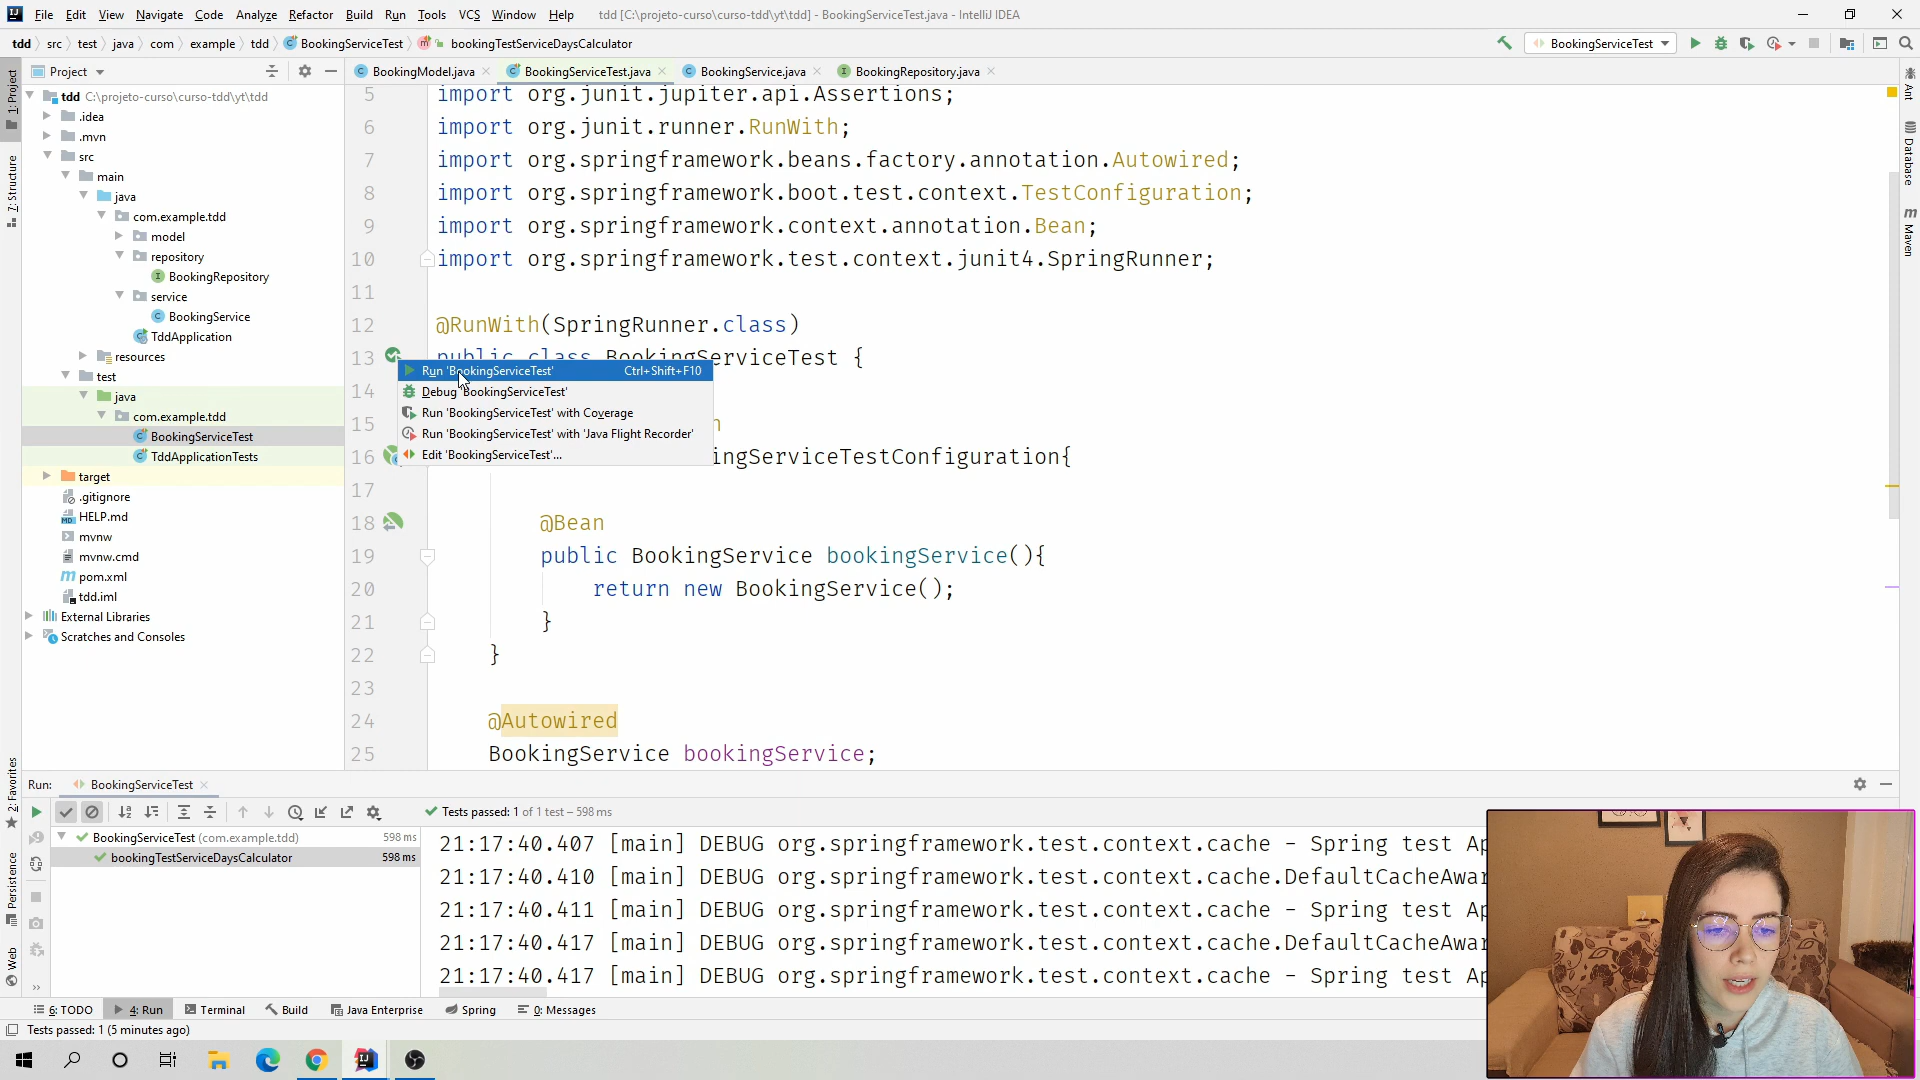 File Edit View Navigate Code Analyze Refactor Build Run Tools VCS Window Help tdd [C:\projeto-curso\curso-tdd\yt\tdd] - BookingServiceTest.java - IntelliJ IDEA
tdd src test java com example tdd BookingServiceTest bookingTestServiceDaysCalculator BookingServiceTest
Project
BookingModel.java BookingServiceTest.java BookingService.java BookingRepository.java
1: Project
7: Structure
2: Favorites
Persistence
Web
tdd C:\projeto-curso\curso-tdd\yt\tdd
.idea
.mvn
src
main
java
com.example.tdd
model
repository
BookingRepository
service
BookingService
TddApplication
resources
test
java
com.example.tdd
BookingServiceTest
TddApplicationTests
target
.gitignore
HELP.md
mvnw
mvnw.cmd
pom.xml
tdd.iml
External Libraries
Scratches and Consoles
5 import org.junit.jupiter.api.Assertions;
6 import org.junit.runner.RunWith;
7 import org.springframework.beans.factory.annotation.Autowired;
8 import org.springframework.boot.test.context.TestConfiguration;
9 import org.springframework.context.annotation.Bean;
10 import org.springframework.test.context.junit4.SpringRunner;
11
12 @RunWith(SpringRunner.class)
13 public class BookingServiceTest {
14
15 n
16 ingServiceTestConfiguration{
17
18 @Bean
19 public BookingService bookingService(){
20 return new BookingService();
21 }
22 }
23
24 @Autowired
25 BookingService bookingService;
Run 'BookingServiceTest' Ctrl+Shift+F10
Debug 'BookingServiceTest'
Run 'BookingServiceTest' with Coverage
Run 'BookingServiceTest' with 'Java Flight Recorder'
Edit 'BookingServiceTest'...
Ant
Database
Maven
Run: BookingServiceTest
Tests passed: 1 of 1 test – 598 ms
BookingServiceTest (com.example.tdd) 598 ms
bookingTestServiceDaysCalculator 598 ms
21:17:40.407 [main] DEBUG org.springframework.test.context.cache - Spring test Ap
21:17:40.410 [main] DEBUG org.springframework.test.context.cache.DefaultCacheAwar
21:17:40.411 [main] DEBUG org.springframework.test.context.cache - Spring test Ap
21:17:40.417 [main] DEBUG org.springframework.test.context.cache.DefaultCacheAwar
21:17:40.417 [main] DEBUG org.springframework.test.context.cache - Spring test Ap
6: TODO 4: Run Terminal Build Java Enterprise Spring 0: Messages
Tests passed: 1 (5 minutes ago)